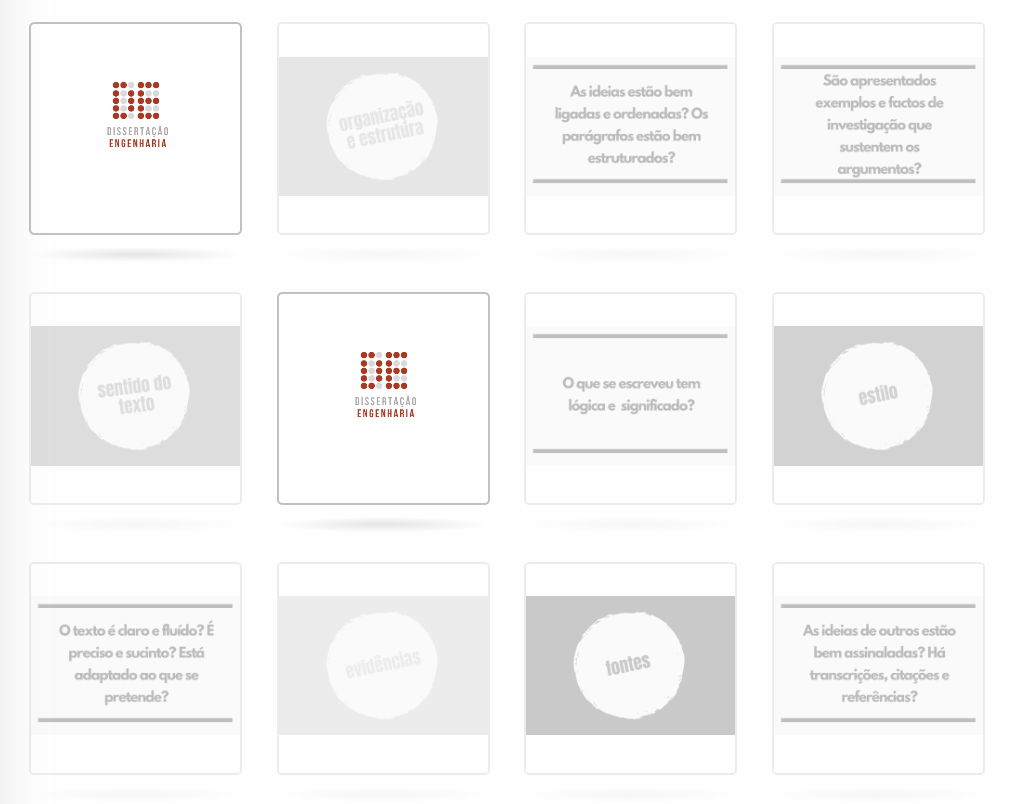 DISSERTAÇÃO
ENGENHARIA
organização
e estrutura
As ideias estão bem
ligadas e ordenadas? Os
parágrafos estão bem
estruturados?
São apresentados
exemplos e factos de
investigação que
sustentem os
argumentos?
sentido do
texto
DISSERTAÇÃO
ENGENHARIA
O que se escreveu tem
lógica e significado?
estilo
O texto é claro e fluído? É
preciso e sucinto? Está
adaptado ao que se
pretende?
evidências
fontes
As ideias de outros estão
bem assinaladas? Há
transcrições, citações e
referências?